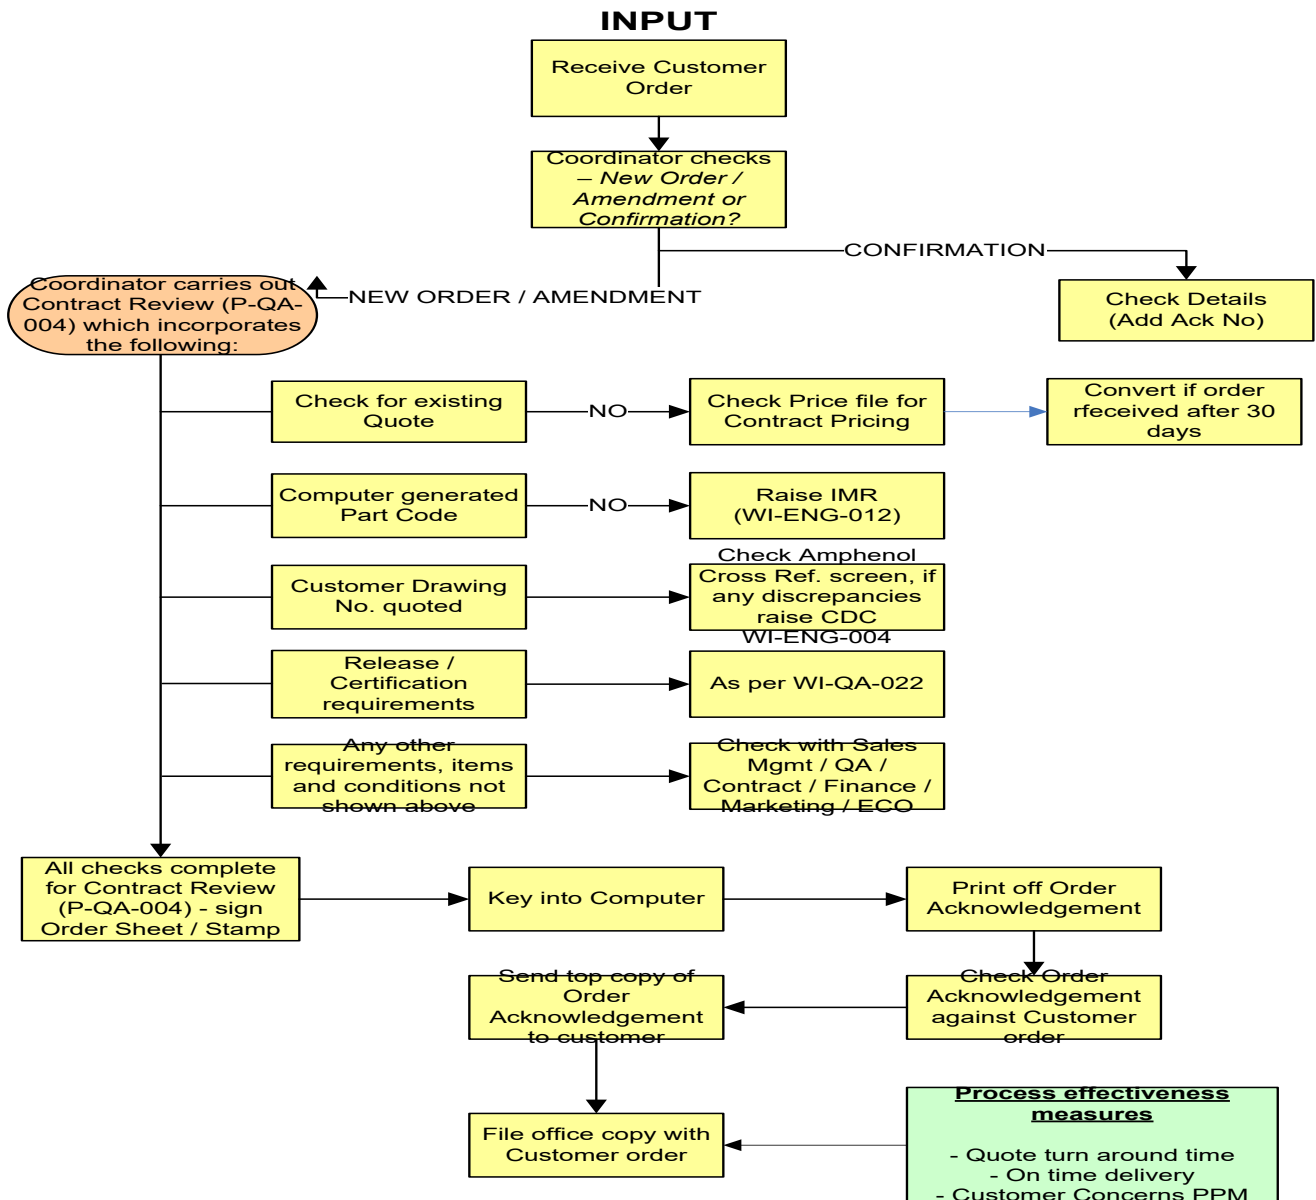 INPUT
Receive Customer
Order
Coordinator checks
– New Order /
Amendment or
Confirmation?
CONFIRMATION
NEW ORDER / AMENDMENT
Coordinator carries out
Contract Review (P-QA-
004) which incorporates
the following:
Check Details
(Add Ack No)
Check for existing
Quote
NO
Check Price file for
Contract Pricing
Convert if order
rfeceived after 30
days
Computer generated
Part Code
NO
Raise IMR
(WI-ENG-012)
Customer Drawing
No. quoted
Check Amphenol
Cross Ref. screen, if
any discrepancies
raise CDC
WI-ENG-004
Release /
Certification
requirements
As per WI-QA-022
Any other
requirements, items
and conditions not
shown above
Check with Sales
Mgmt / QA /
Contract / Finance /
Marketing / ECO
All checks complete
for Contract Review
(P-QA-004) - sign
Order Sheet / Stamp
Key into Computer
Print off Order
Acknowledgement
Check Order
Acknowledgement
against Customer
order
Send top copy of
Order
Acknowledgement
to customer
File office copy with
Customer order
Process effectiveness
measures
- Quote turn around time
- On time delivery
- Customer Concerns PPM